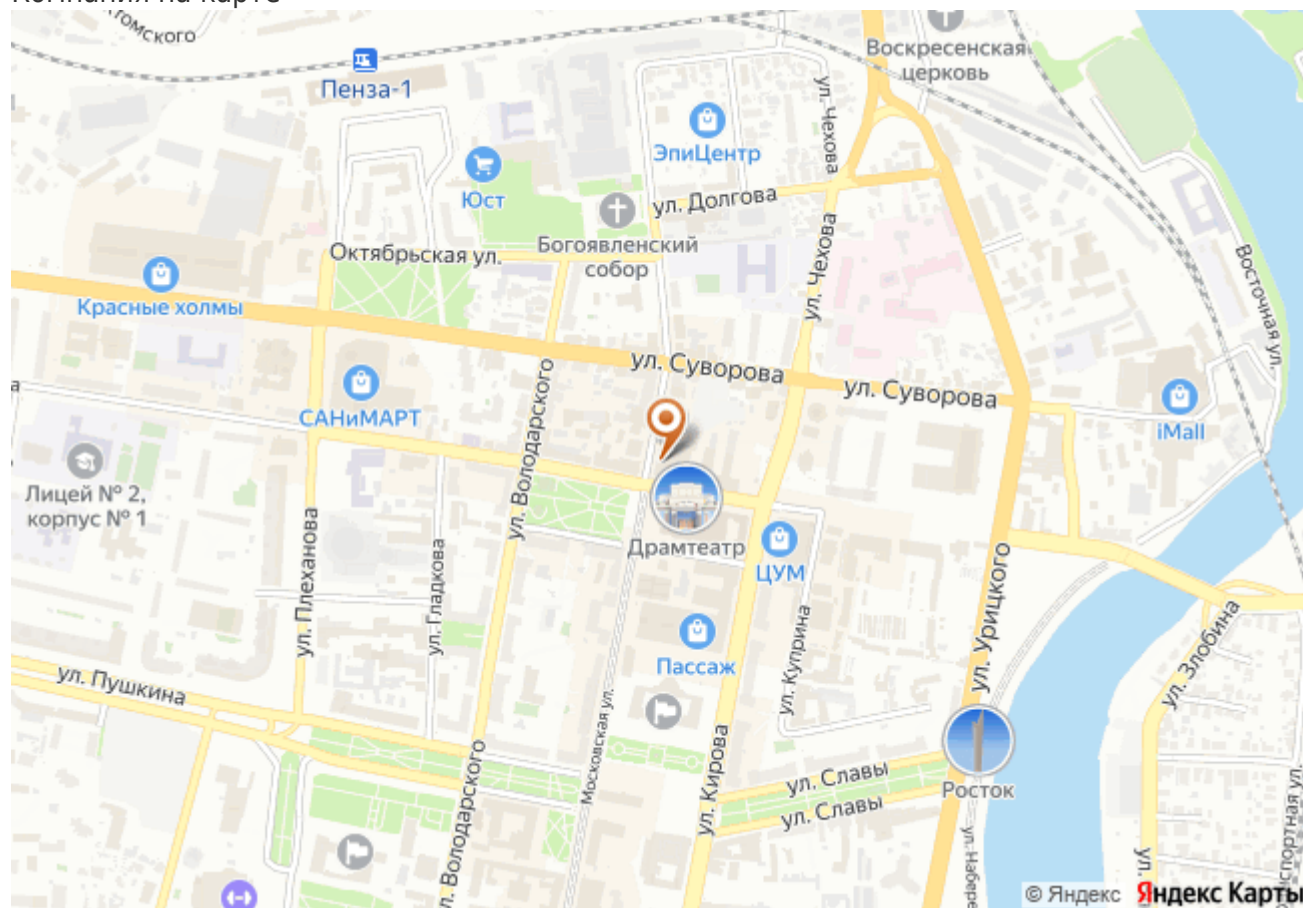 Компания на карте
Пенза-1
Воскресенская
церковь
ул. Чехова
ЭпиЦентр
Юст
ул. Долгова
Богоявленский
собор
Октябрьская ул.
ул. Чехова
Восточная ул.
Красные холмы
ул. Суворова
ул. Суворова
САНиМАРТ
iMall
ул. Володарского
Лицей № 2,
корпус № 1
Драмтеатр
ЦУМ
ул. Плеханова
ул. Гладкова
ул. Урицкого
ул. Куприна
Пассаж
ул. Злобина
ул. Пушкина
Московская ул.
ул. Кирова
ул. Славы
ул. Славы
Росток
ул. Володарского
© Яндекс Яндекс Карты